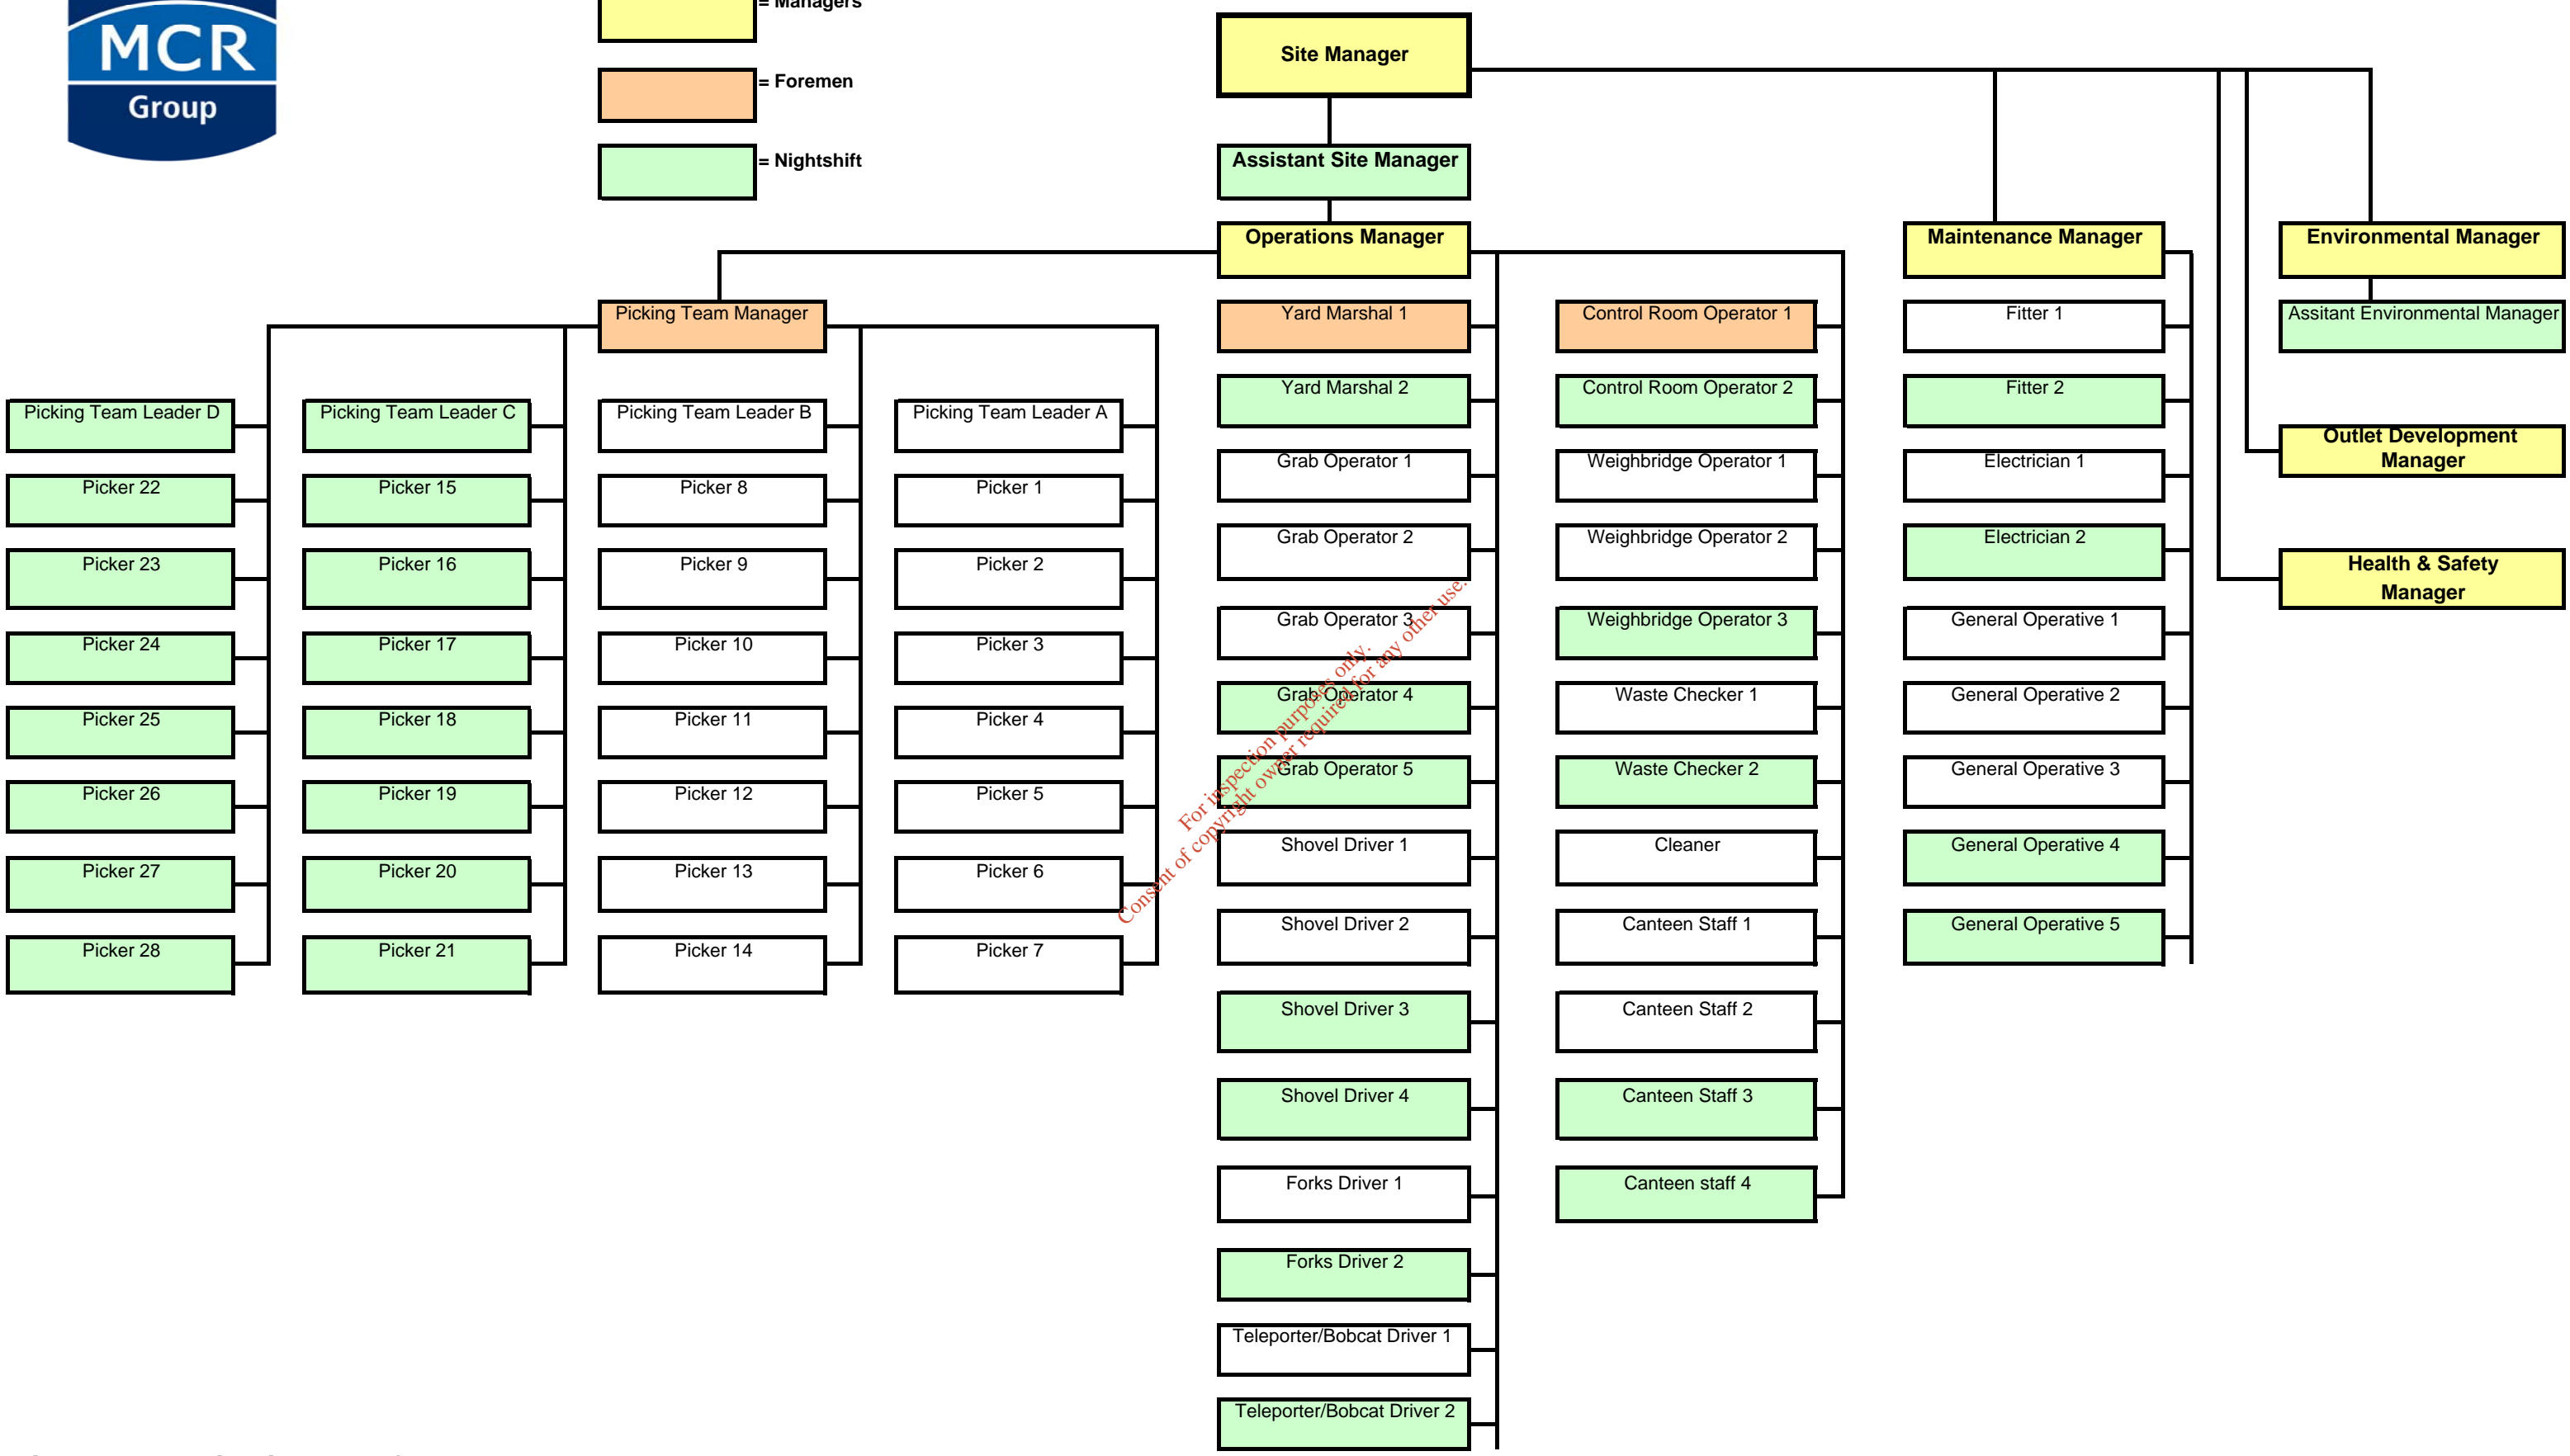 MCR
Group
= Managers
= Foremen
= Nightshift
Site Manager
Assistant Site Manager
Operations Manager
Maintenance Manager
Environmental Manager
Picking Team Manager
Yard Marshal 1
Control Room Operator 1
Fitter 1
Assitant Environmental Manager
Yard Marshal 2
Control Room Operator 2
Fitter 2
Picking Team Leader D
Picking Team Leader C
Picking Team Leader B
Picking Team Leader A
Outlet Development
Manager
Grab Operator 1
Weighbridge Operator 1
Electrician 1
Picker 22
Picker 15
Picker 8
Picker 1
Grab Operator 2
Weighbridge Operator 2
Electrician 2
Picker 23
Picker 16
Picker 9
Picker 2
Health & Safety
Manager
Grab Operator 3
Weighbridge Operator 3
General Operative 1
Picker 24
Picker 17
Picker 10
Picker 3
Grab Operator 4
Waste Checker 1
General Operative 2
Picker 25
Picker 18
Picker 11
Picker 4
Grab Operator 5
Waste Checker 2
General Operative 3
Picker 26
Picker 19
Picker 12
Picker 5
Shovel Driver 1
Cleaner
General Operative 4
Picker 27
Picker 20
Picker 13
Picker 6
Shovel Driver 2
Canteen Staff 1
General Operative 5
Picker 28
Picker 21
Picker 14
Picker 7
Shovel Driver 3
Canteen Staff 2
Shovel Driver 4
Canteen Staff 3
Forks Driver 1
Canteen staff 4
Forks Driver 2
Teleporter/Bobcat Driver 1
Teleporter/Bobcat Driver 2
For inspection purposes only.
Consent of copyright owner required for any other use.